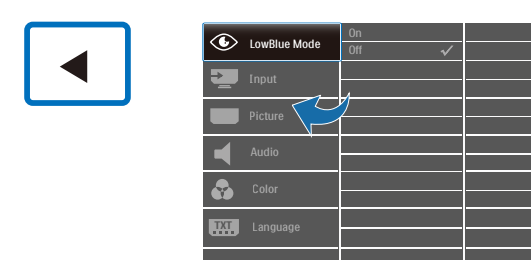 LowBlue Mode
On
Off
Input
Picture
Audio
Color
TXT
Language